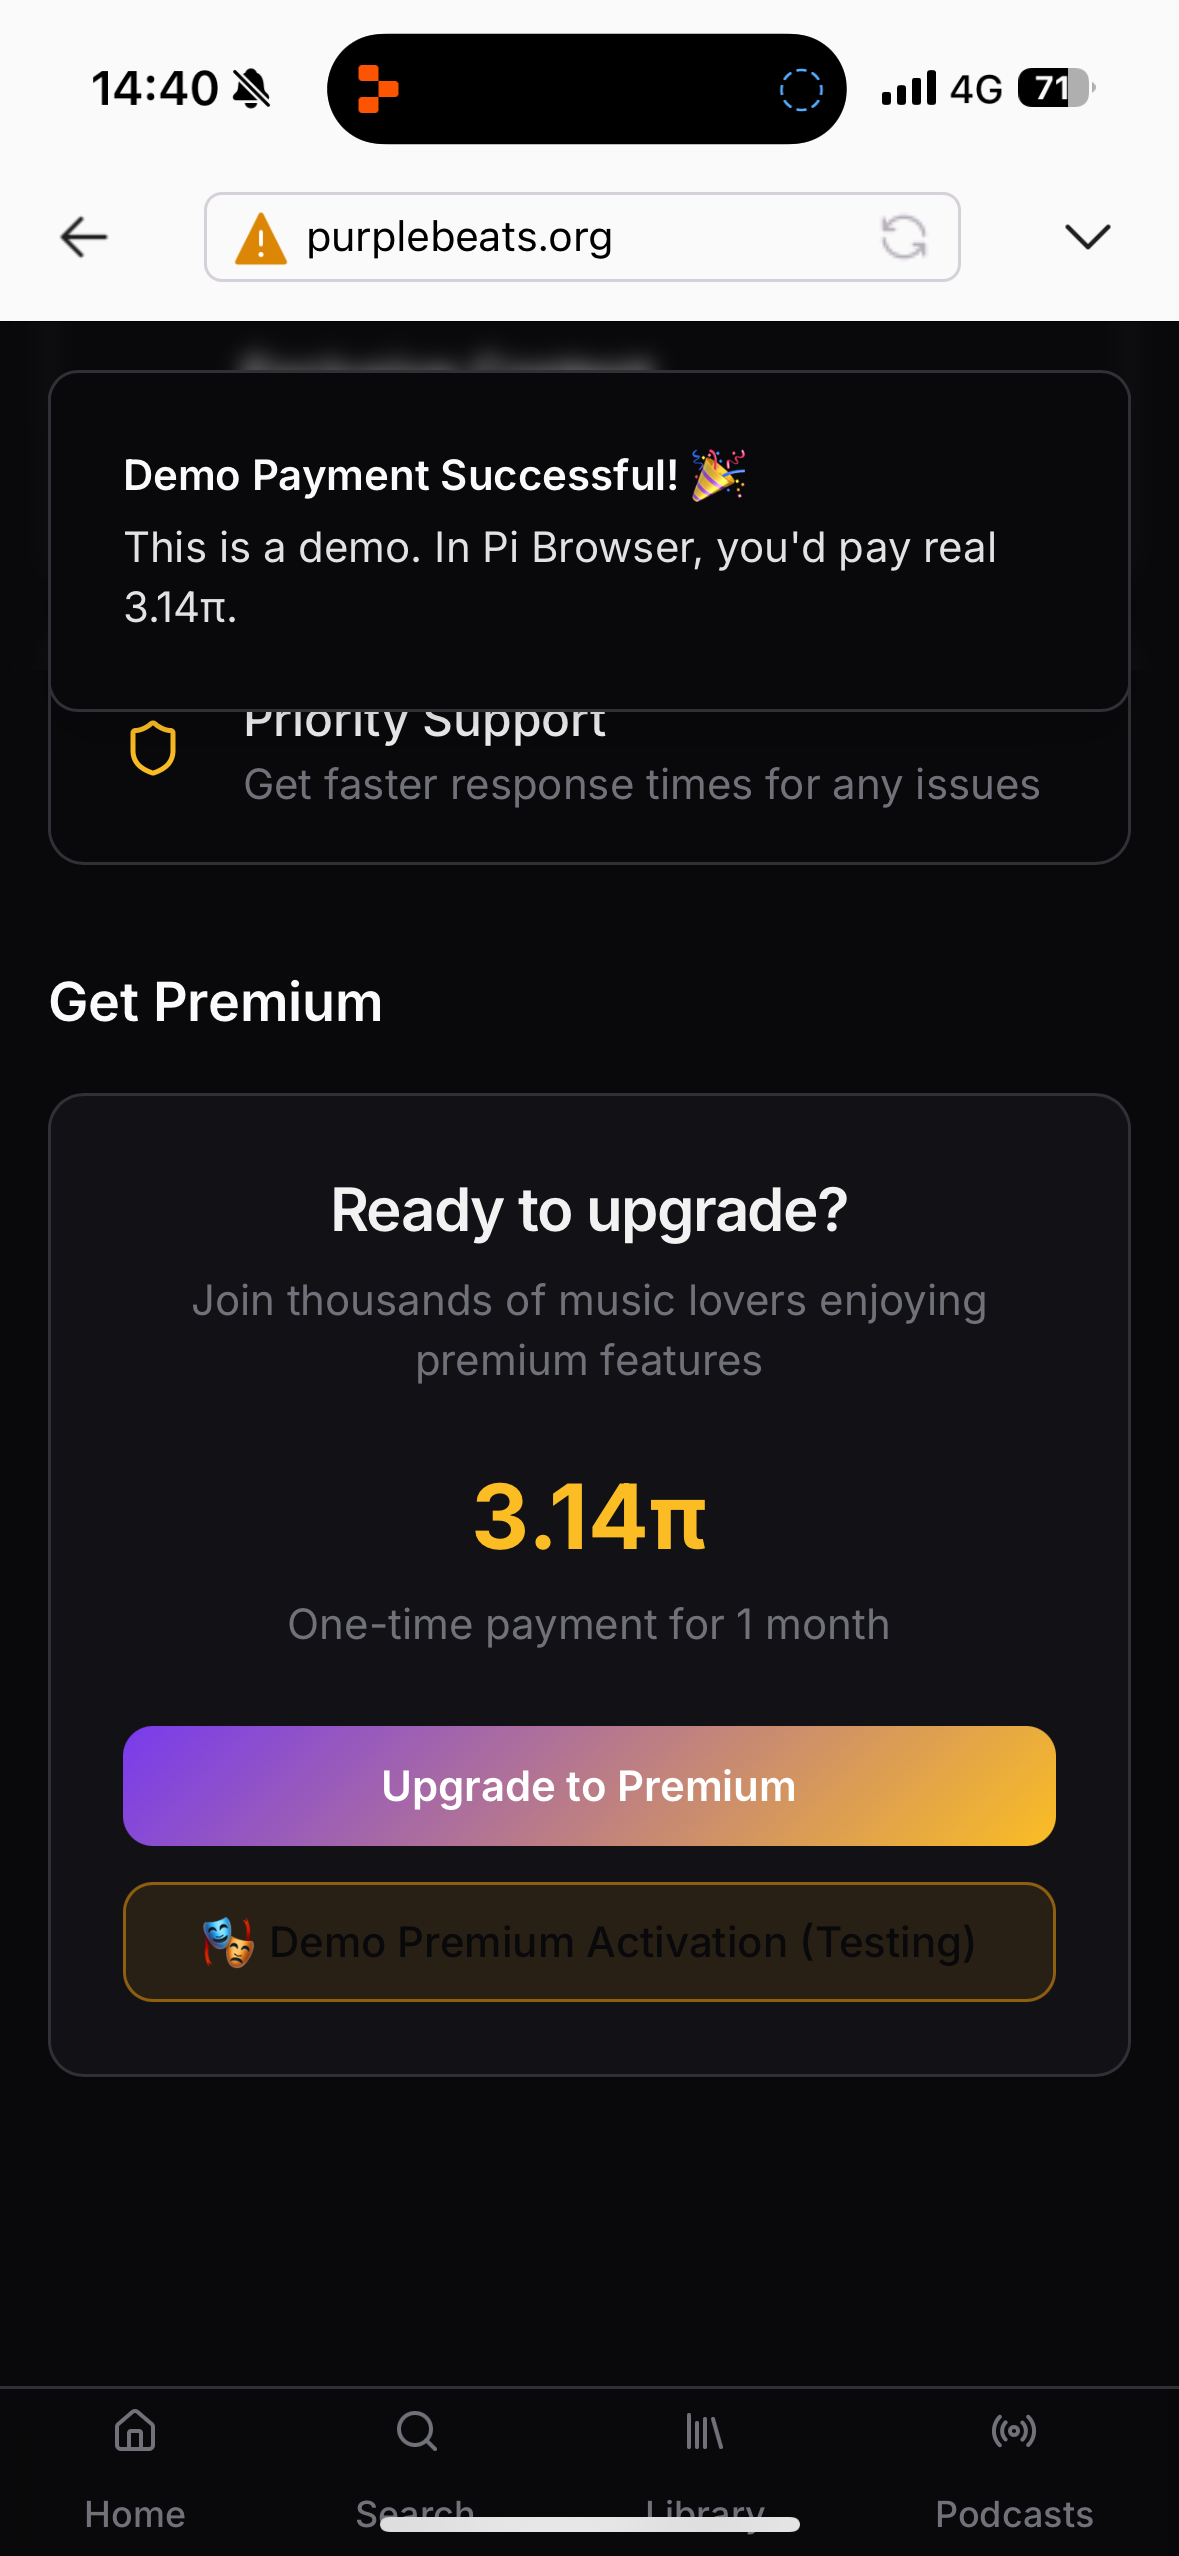 14:40
4G
71
purplebeats.org
Demo Payment Successful! 🎉
This is a demo. In Pi Browser, you'd pay real
3.14π.
Priority Support
Get faster response times for any issues
Get Premium
Ready to upgrade?
Join thousands of music lovers enjoying
premium features
3.14π
One-time payment for 1 month
Upgrade to Premium
🎭 Demo Premium Activation (Testing)
Home
Search
Library
Podcasts